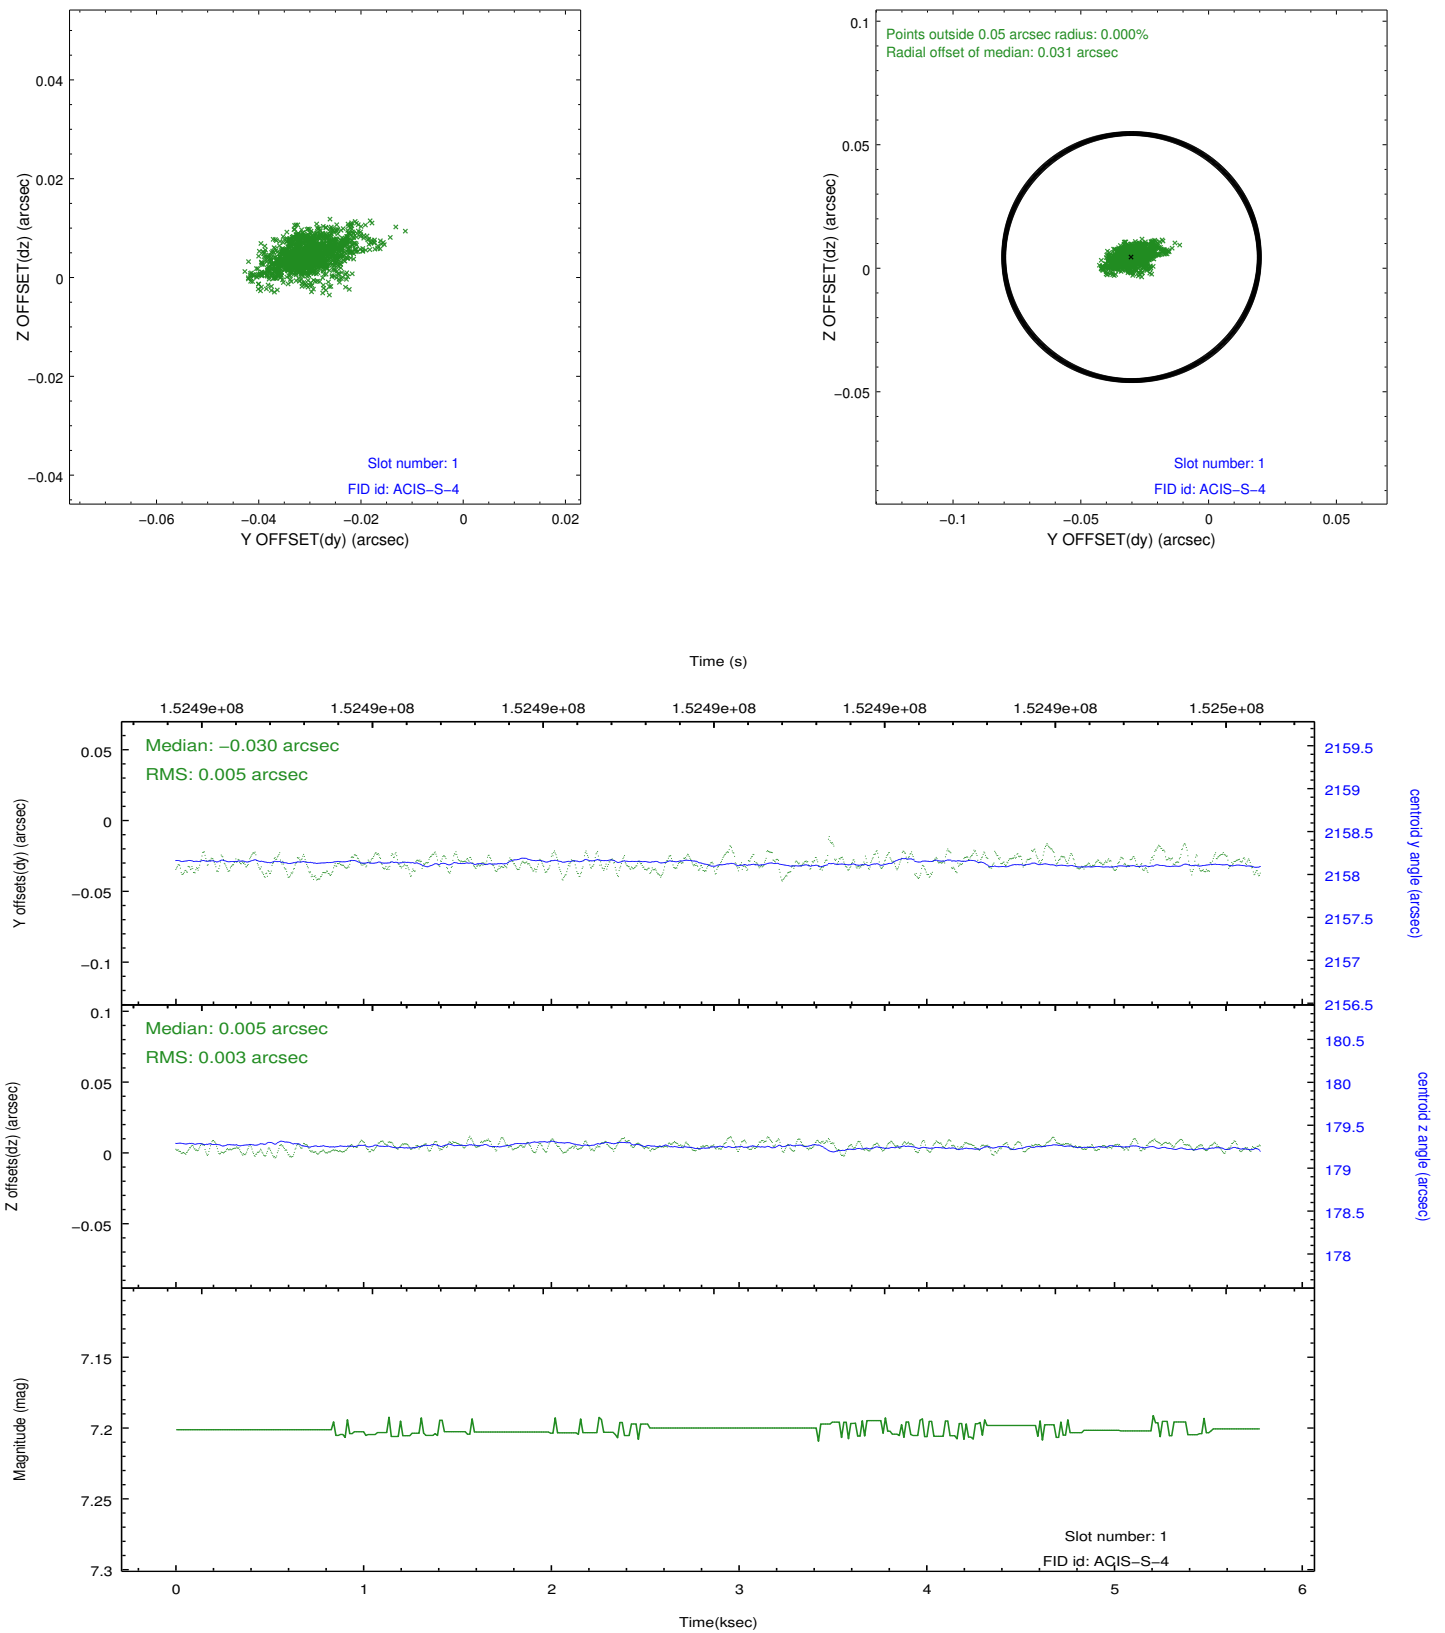 0.04
0.02
0
−0.02
−0.04
Z OFFSET(dz) (arcsec)
Slot number: 1
FID id: ACIS−S−4
−0.06
−0.04
−0.02
0
0.02
Y OFFSET(dy) (arcsec)
Points outside 0.05 arcsec radius: 0.000%
Radial offset of median: 0.031 arcsec
0.1
0.05
0
−0.05
Z OFFSET(dz) (arcsec)
Slot number: 1
FID id: ACIS−S−4
−0.1
−0.05
0
0.05
Y OFFSET(dy) (arcsec)
Time (s)
1.5249e+08
1.5249e+08
1.5249e+08
1.5249e+08
1.5249e+08
1.5249e+08
1.525e+08
Median: −0.030 arcsec
RMS: 0.005 arcsec
0.05
0
−0.05
−0.1
Y offsets(dy) (arcsec)
2159.5
2159
2158.5
2158
2157.5
2157
2156.5
centroid y angle (arcsec)
Median: 0.005 arcsec
RMS: 0.003 arcsec
0.1
0.05
0
−0.05
Z offsets(dz) (arcsec)
180.5
180
179.5
179
178.5
178
centroid z angle (arcsec)
7.15
7.2
7.25
7.3
Magnitude (mag)
Slot number: 1
FID id: ACIS−S−4
0
1
2
3
4
5
6
Time(ksec)